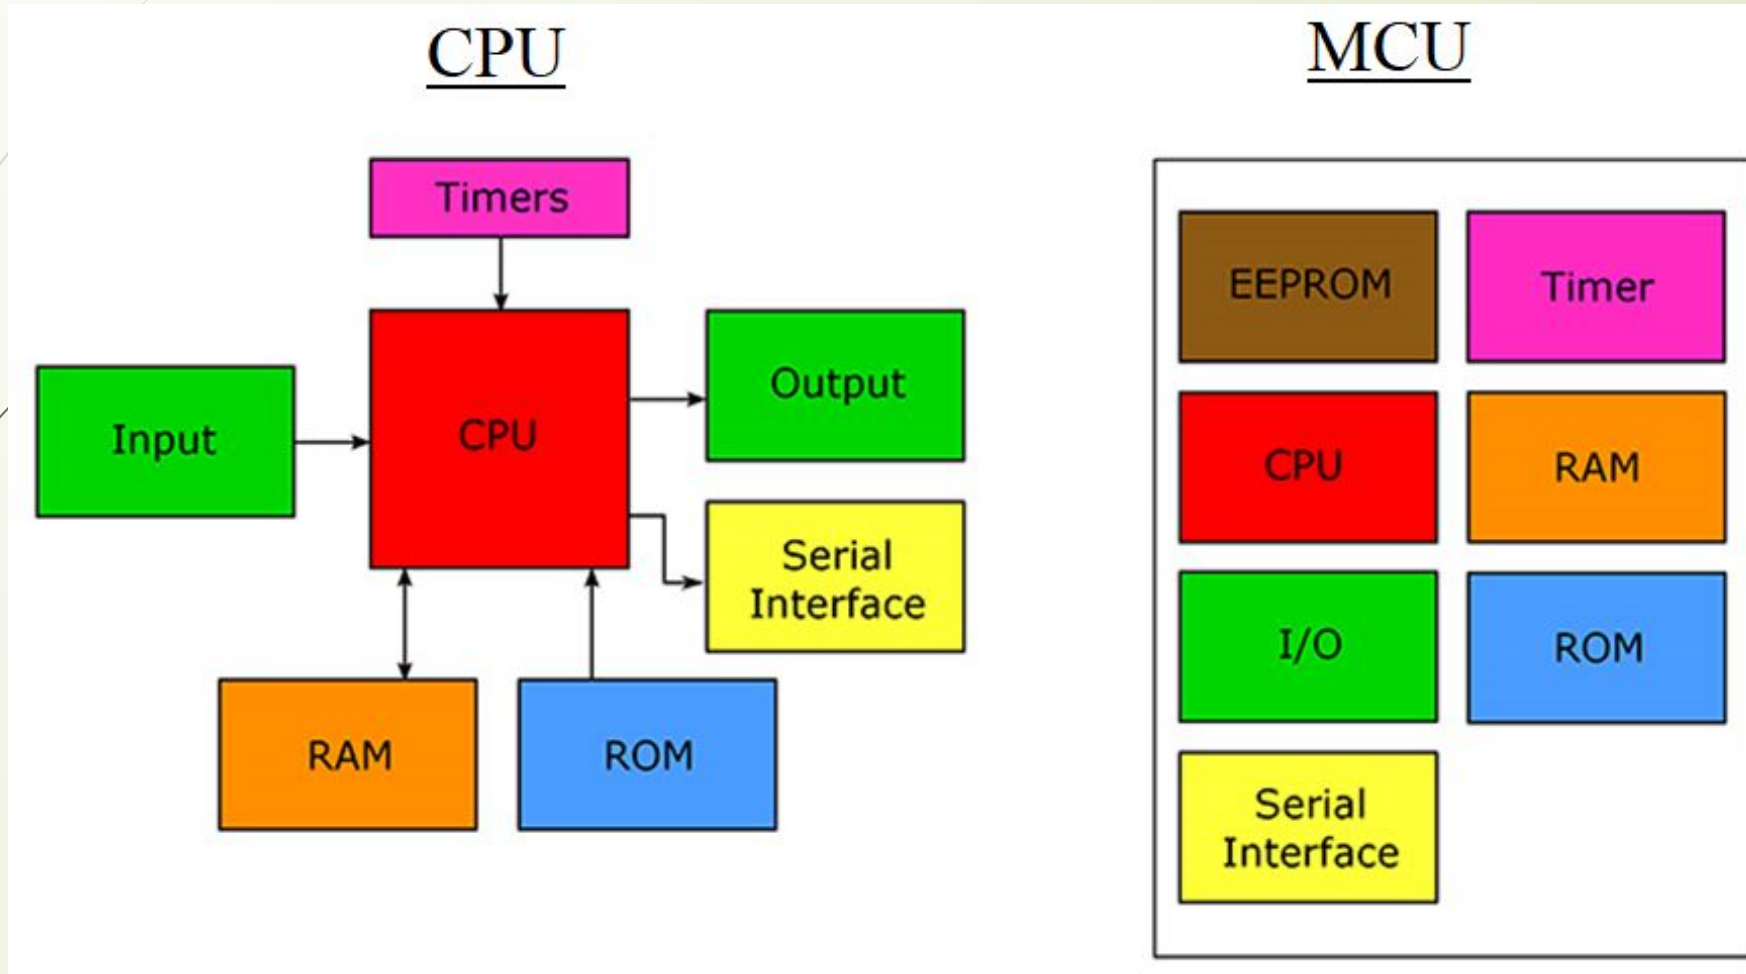 CPU
MCU
Timers
Input
CPU
Output
Serial
Interface
RAM
ROM
EEPROM
Timer
CPU
RAM
I/O
ROM
Serial
Interface